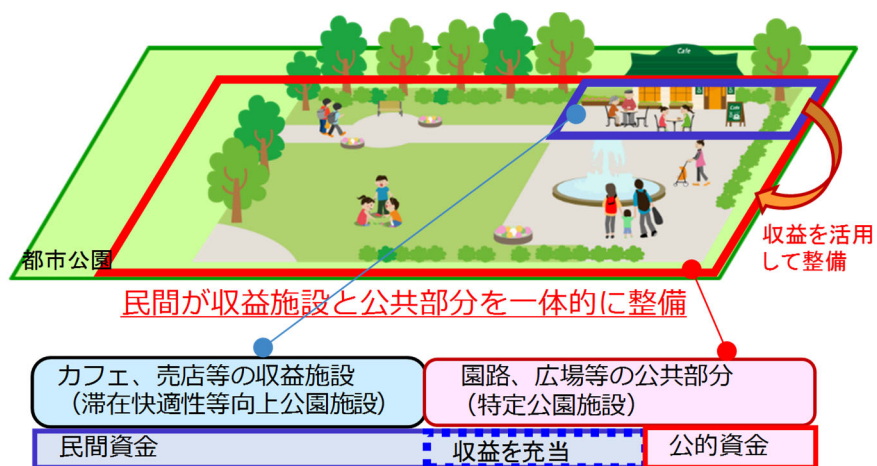 Cafe
Cafe
都市公園
収益を活用
して整備
民間が収益施設と公共部分を一体的に整備
カフェ、売店等の収益施設
（滞在快適性等向上公園施設）
園路、広場等の公共部分
（特定公園施設）
民間資金
収益を充当
公的資金